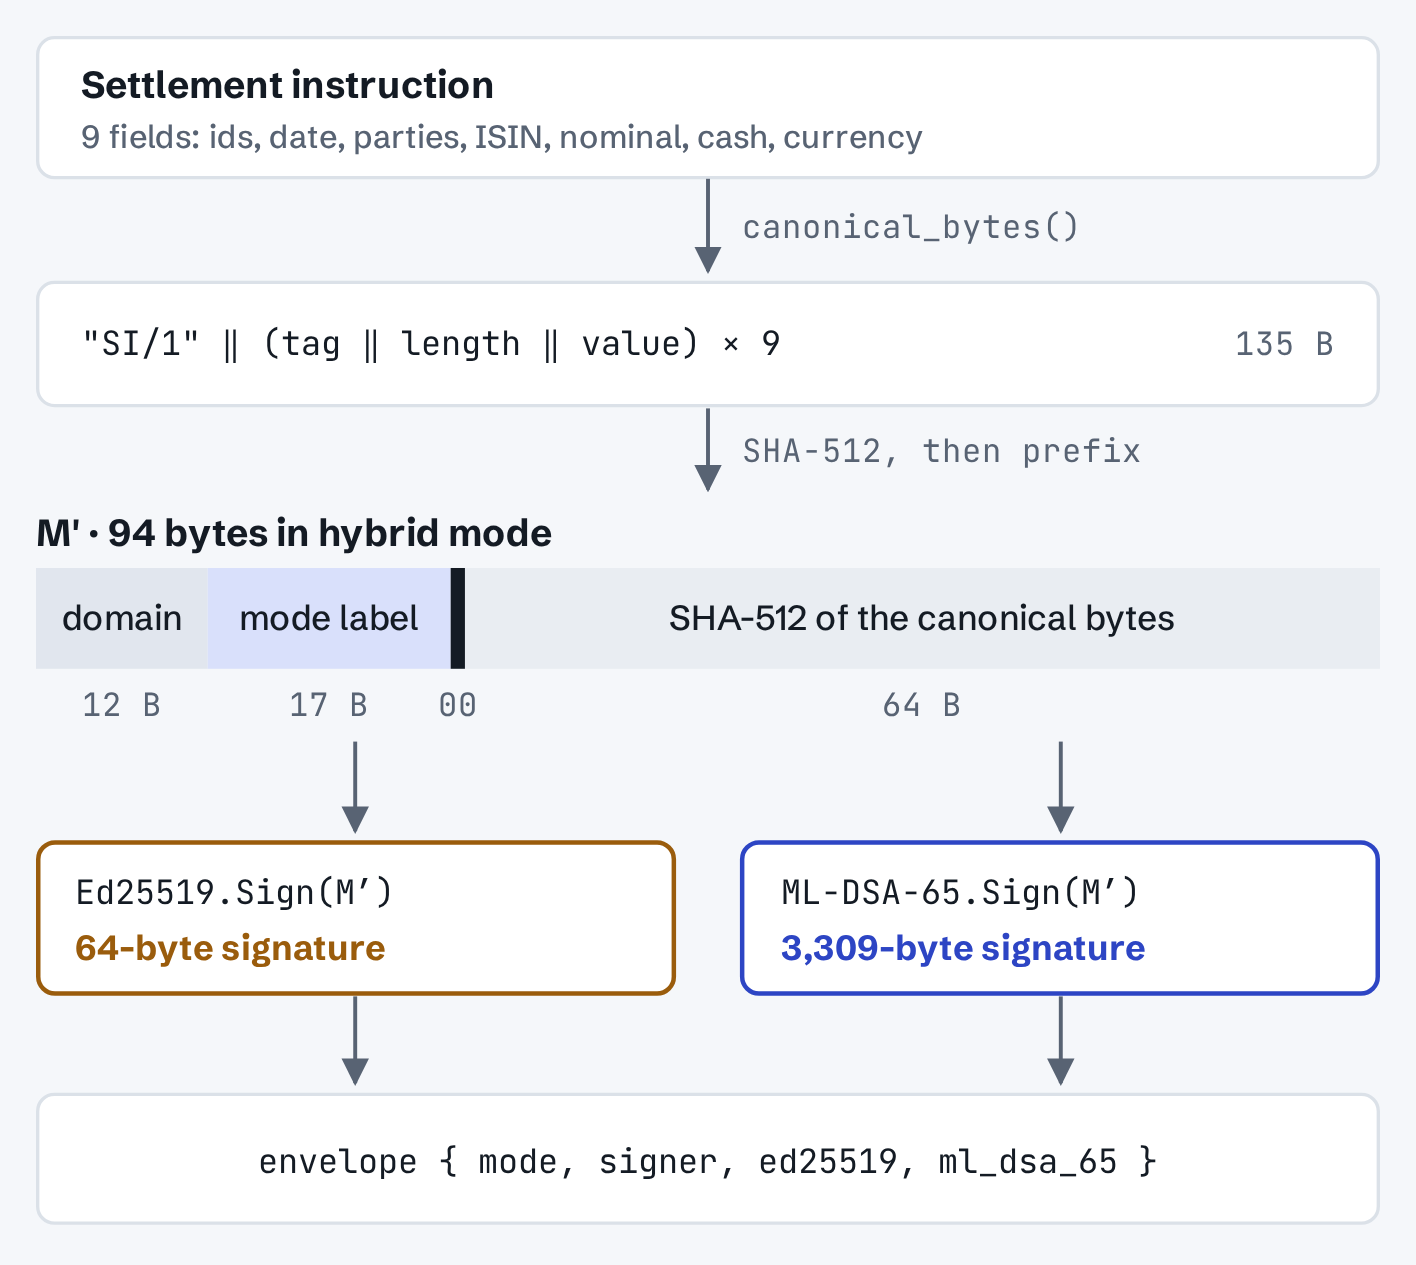 Settlement instruction
9 fields: ids, date, parties, ISIN, nominal, cash, currency
canonical_bytes()
"SI/1" ‖ (tag ‖ length ‖ value) × 9
135 B
SHA-512, then prefix
M' · 94 bytes in hybrid mode
domain
mode label
SHA-512 of the canonical bytes
12 B
17 B
00
64 B
Ed25519.Sign(M′)
64-byte signature
ML-DSA-65.Sign(M′)
3,309-byte signature
envelope { mode, signer, ed25519, ml_dsa_65 }